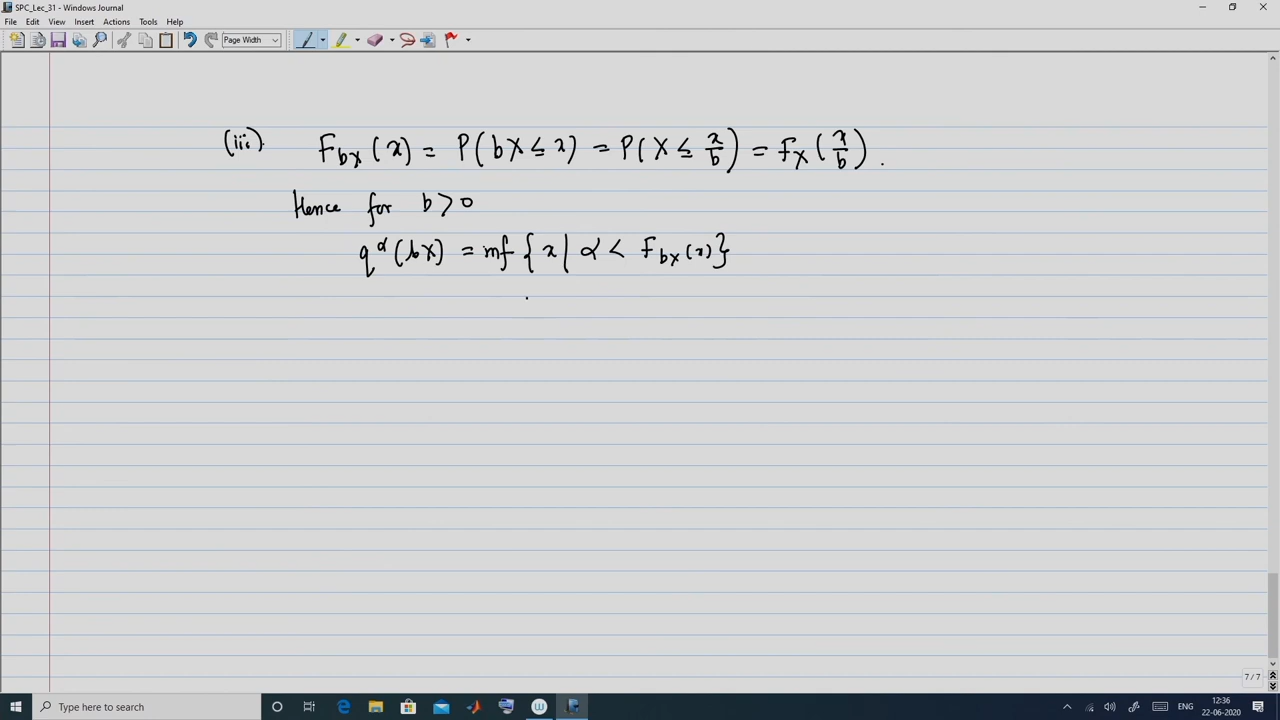 SPC_Lec_31 - Windows Journal
File Edit View Insert Actions Tools Help
Page Width
(iii) F_{bX}(x) = P(bX ≤ x) = P(X ≤ x/b) = F_X(x/b).
Hence for b > 0
q^α(bX) = inf { x | α < F_{bX}(x) }
7/7
Type here to search
ENG
12:36
22-06-2020